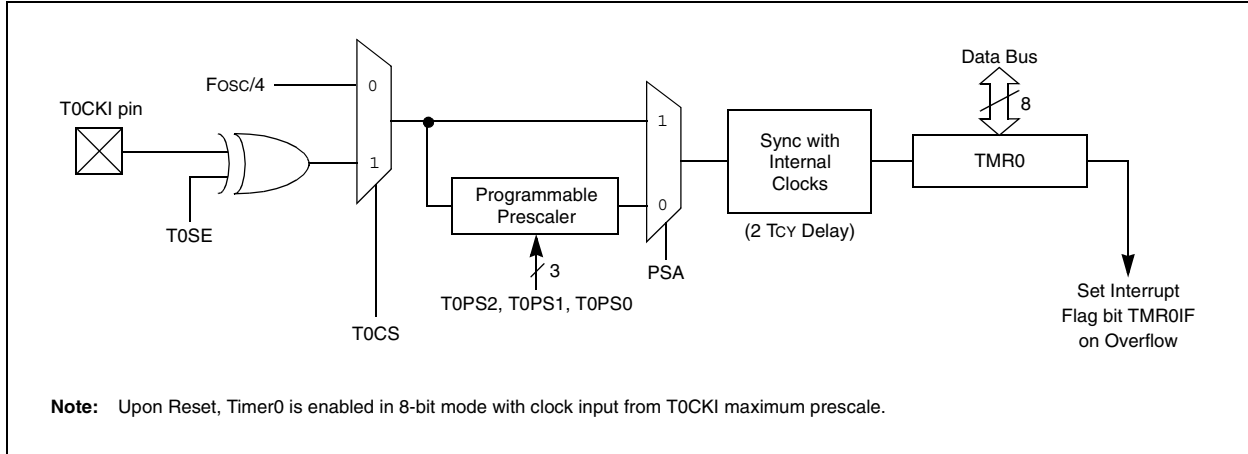 Data Bus
8
FOSC/4
0
T0CKI pin
1
1
Sync with
Internal
Clocks
TMR0
Programmable
Prescaler
0
T0SE
(2 TCY Delay)
3
PSA
T0PS2, T0PS1, T0PS0
T0CS
Set Interrupt
Flag bit TMR0IF
on Overflow
Note: Upon Reset, Timer0 is enabled in 8-bit mode with clock input from T0CKI maximum prescale.